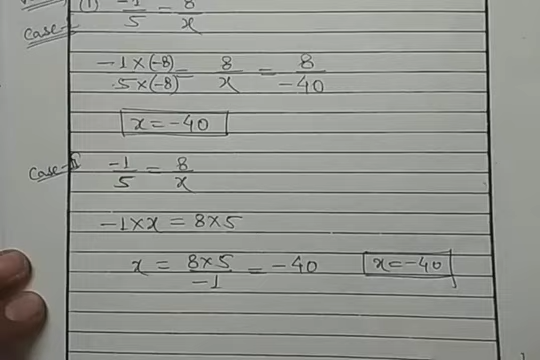 (1) -1/5 = 8/x
Case-I
-1×(-8)/5×(-8) = 8/x = 8/-40
x = -40
Case-II -1/5 = 8/x
-1×x = 8×5
x = 8×5/-1 = -40 x = -40